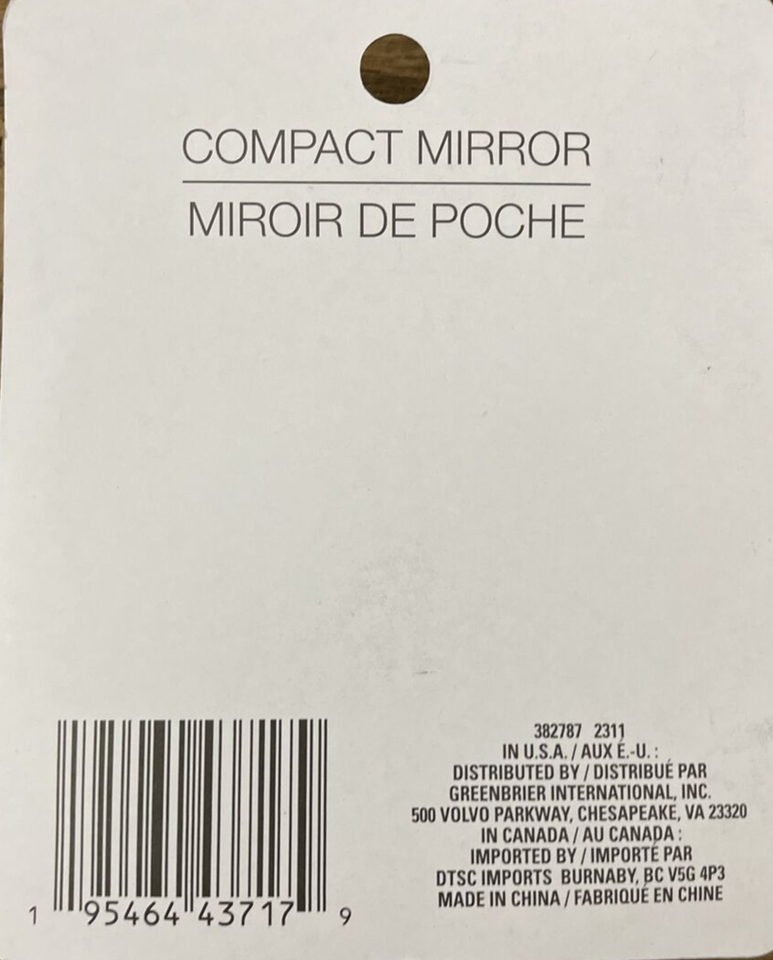 COMPACT MIRROR
MIROIR DE POCHE
382787 2311
IN U.S.A. / AUX É.-U. :
DISTRIBUTED BY / DISTRIBUÉ PAR
GREENBRIER INTERNATIONAL, INC.
500 VOLVO PARKWAY, CHESAPEAKE, VA 23320
IN CANADA / AU CANADA :
IMPORTED BY / IMPORTÉ PAR
DTSC IMPORTS BURNABY, BC V5G 4P3
MADE IN CHINA / FABRIQUÉ EN CHINE
1 95464 43717 9